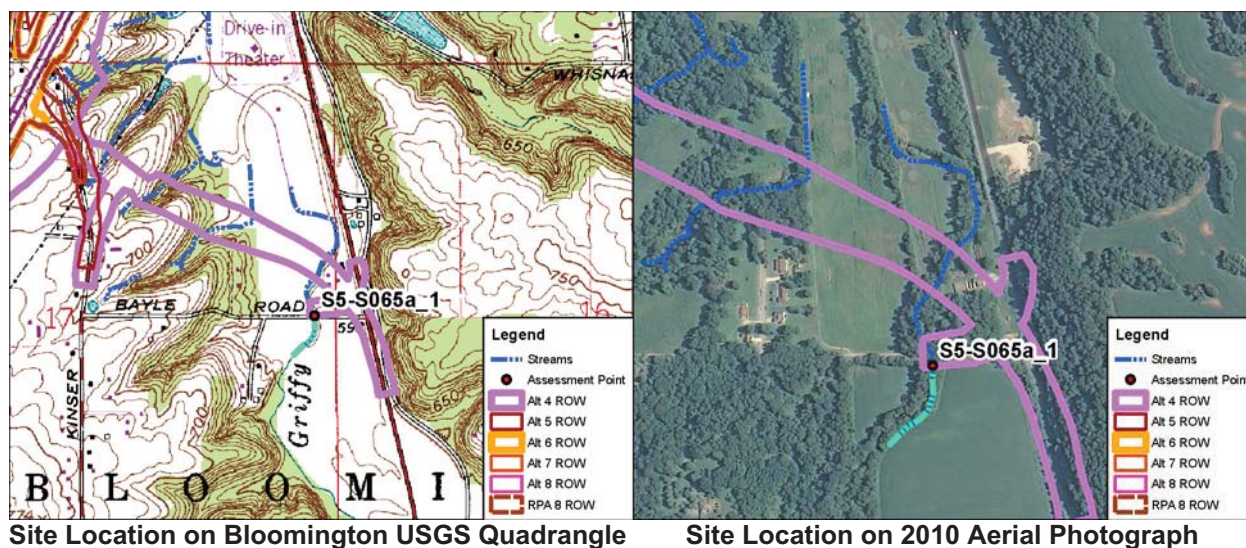 Drive-in
Theater
WHISNA
700
650
750
700
BAYLE ROAD
S5-S065a_1
17
16
59
KINSER
700
650
Griffy
BLOOMI
Legend
Streams
Assessment Point
Alt 4 ROW
Alt 5 ROW
Alt 6 ROW
Alt 7 ROW
Alt 8 ROW
RPA 8 ROW
S5-S065a_1
Legend
Streams
Assessment Point
Alt 4 ROW
Alt 5 ROW
Alt 6 ROW
Alt 7 ROW
Alt 8 ROW
RPA 8 ROW
Site Location on Bloomington USGS Quadrangle
Site Location on 2010 Aerial Photograph